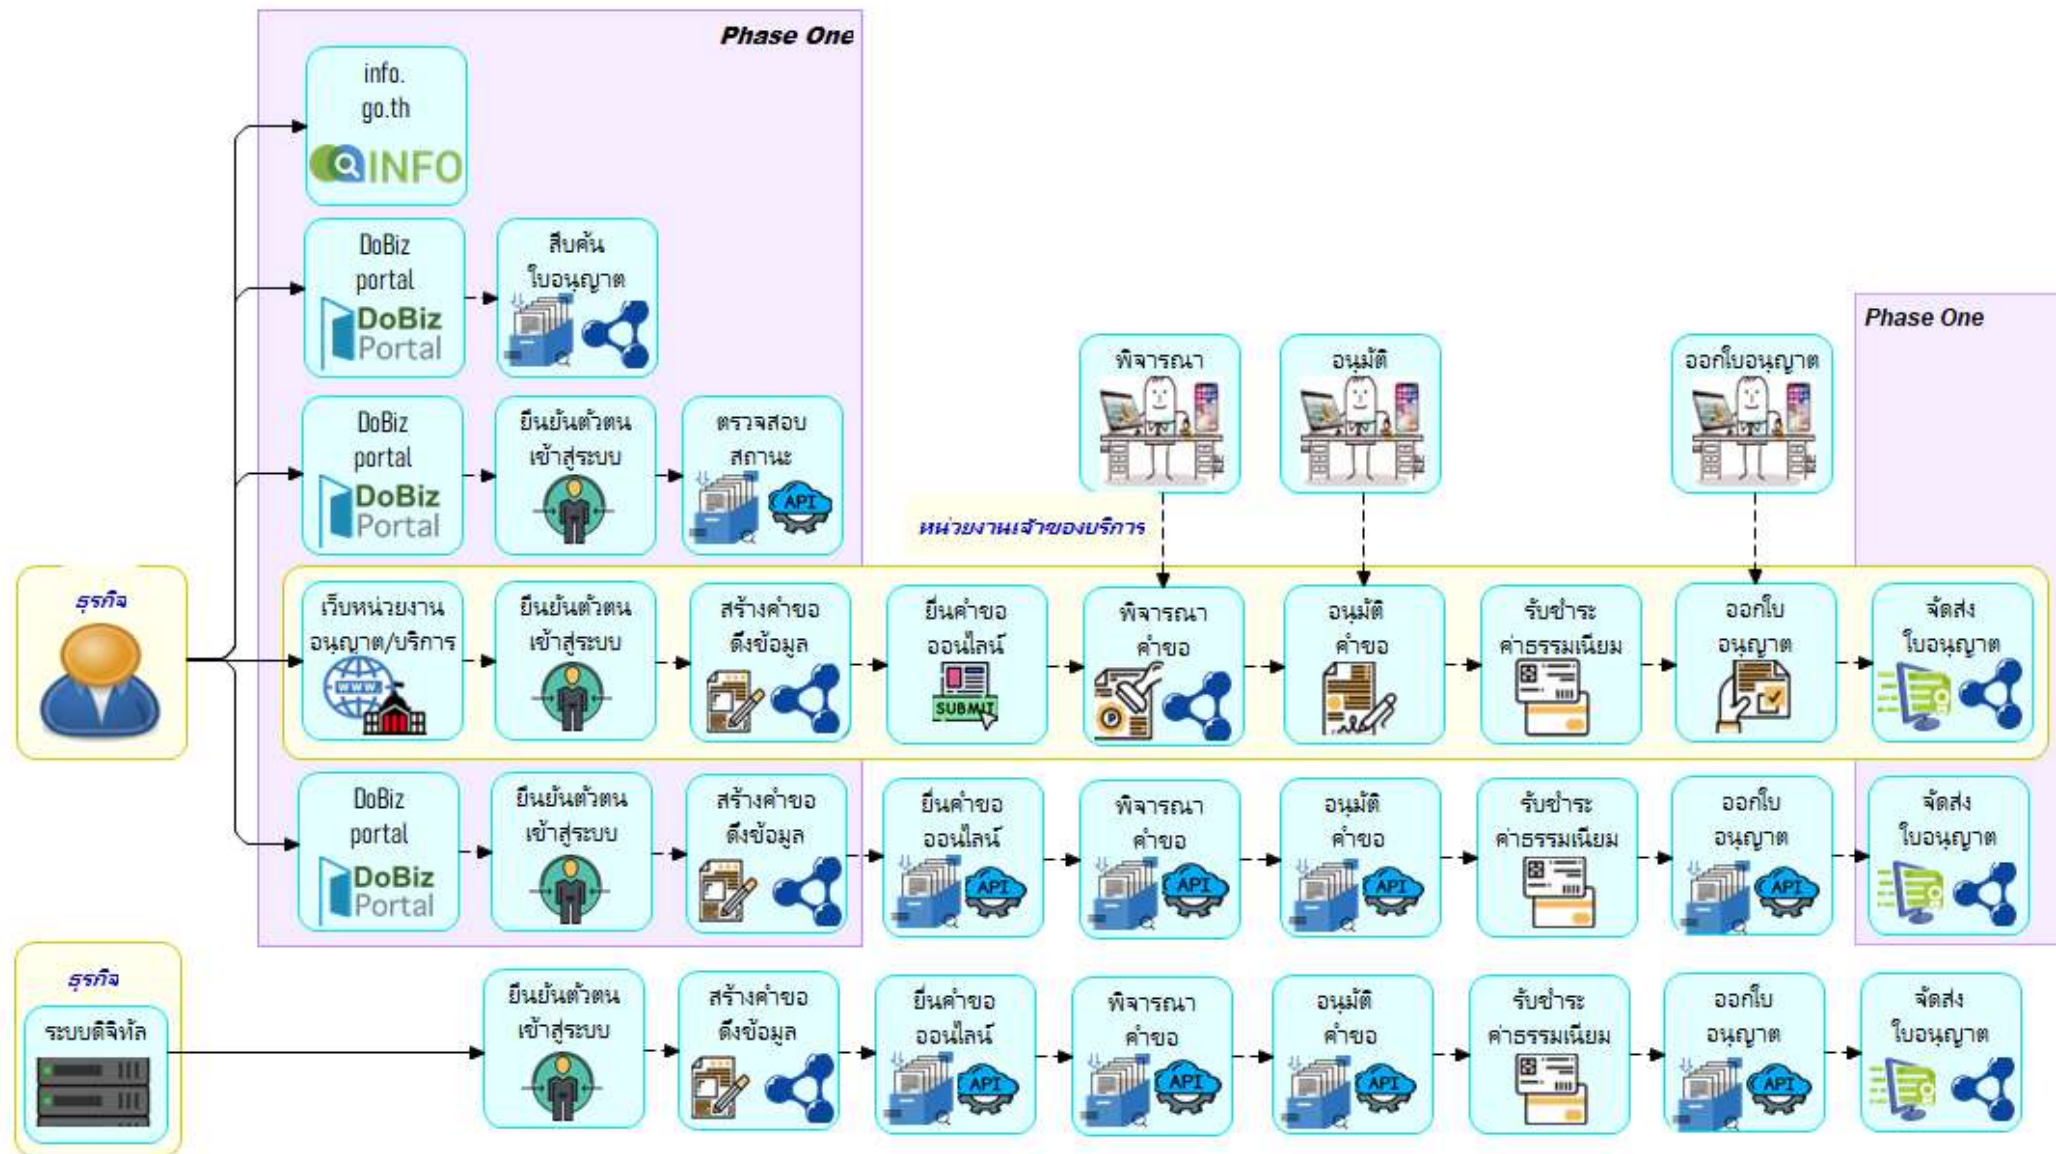 Phase One
info.
go.th
INFO
DoBiz
portal
DoBiz
Portal
สืบค้น
ใบอนุญาต
Phase One
DoBiz
portal
DoBiz
Portal
ยืนยันตัวตน
เข้าสู่ระบบ
ตรวจสอบ
สถานะ
API
พิจารณา
อนุมัติ
ออกใบอนุญาต
หน่วยงานเจ้าของบริการ
ธุรกิจ
เว็บหน่วยงาน
อนุญาต/บริการ
WWW.
ยืนยันตัวตน
เข้าสู่ระบบ
สร้างคำขอ
ดึงข้อมูล
ยื่นคำขอ
ออนไลน์
SUBMIT
พิจารณา
คำขอ
P
อนุมัติ
คำขอ
รับชำระ
ค่าธรรมเนียม
ออกใบ
อนุญาต
จัดส่ง
ใบอนุญาต
DoBiz
portal
DoBiz
Portal
ยืนยันตัวตน
เข้าสู่ระบบ
สร้างคำขอ
ดึงข้อมูล
ยื่นคำขอ
ออนไลน์
API
พิจารณา
คำขอ
API
อนุมัติ
คำขอ
API
รับชำระ
ค่าธรรมเนียม
ออกใบ
อนุญาต
API
จัดส่ง
ใบอนุญาต
ธุรกิจ
ระบบดิจิทัล
ยืนยันตัวตน
เข้าสู่ระบบ
สร้างคำขอ
ดึงข้อมูล
ยื่นคำขอ
ออนไลน์
API
พิจารณา
คำขอ
API
อนุมัติ
คำขอ
API
รับชำระ
ค่าธรรมเนียม
ออกใบ
อนุญาต
API
จัดส่ง
ใบอนุญาต